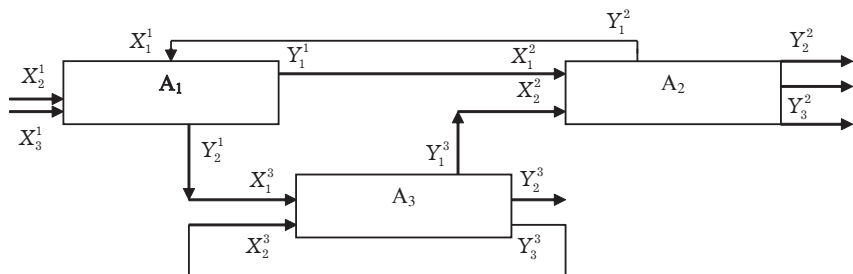 Y₁²
X₁¹
Y₁¹
X₁²
Y₂²
X₂¹
A₁
X₂²
A₂
X₃¹
Y₃²
Y₂¹
Y₁³
X₁³
A₃
Y₂³
X₂³
Y₃³